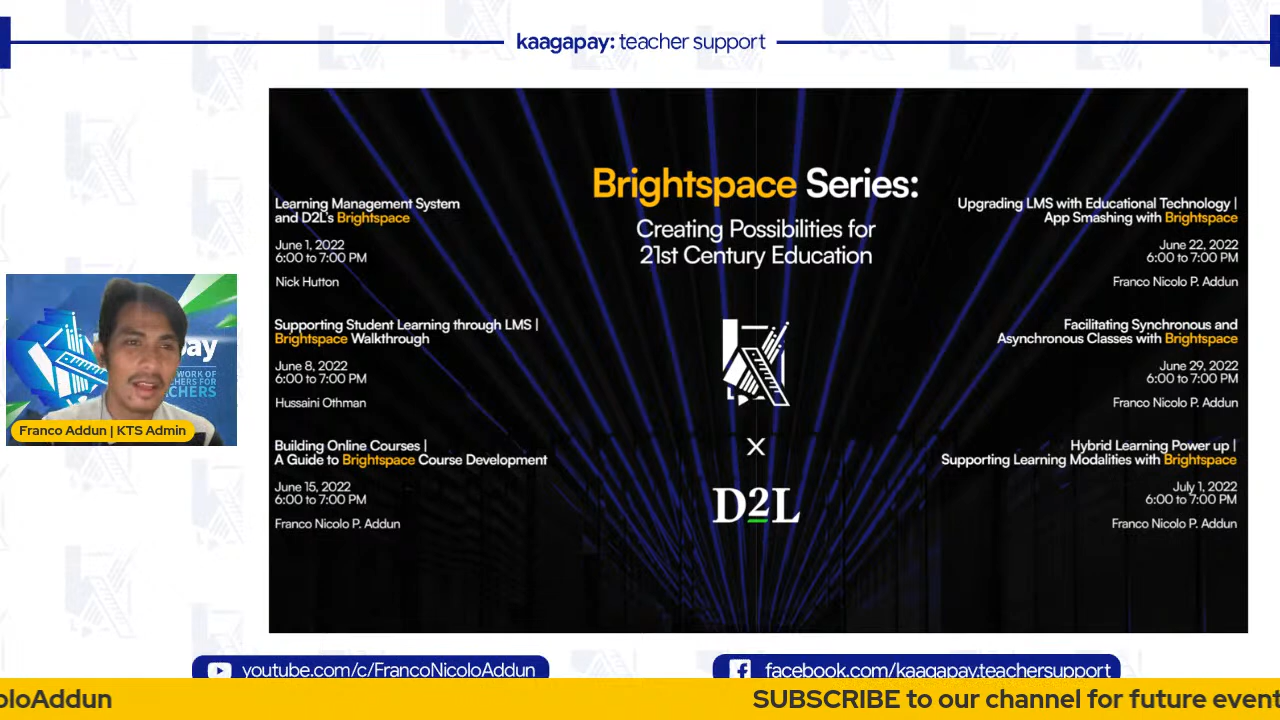 kaagapay: teacher support
Brightspace Series:
Creating Possibilities for
21st Century Education
Learning Management System
and D2L's Brightspace
June 1, 2022
6:00 to 7:00 PM
Nick Hutton
Supporting Student Learning through LMS |
Brightspace Walkthrough
June 8, 2022
6:00 to 7:00 PM
Hussaini Othman
Building Online Courses |
A Guide to Brightspace Course Development
June 15, 2022
6:00 to 7:00 PM
Franco Nicolo P. Addun
X
D2L
Upgrading LMS with Educational Technology |
App Smashing with Brightspace
June 22, 2022
6:00 to 7:00 PM
Franco Nicolo P. Addun
Facilitating Synchronous and
Asynchronous Classes with Brightspace
June 29, 2022
6:00 to 7:00 PM
Franco Nicolo P. Addun
Hybrid Learning Power up |
Supporting Learning Modalities with Brightspace
July 1, 2022
6:00 to 7:00 PM
Franco Nicolo P. Addun
Franco Addun | KTS Admin
youtube.com/c/FrancoNicoloAddun
facebook.com/kaagapay.teachersupport
oloAddun
SUBSCRIBE to our channel for future event